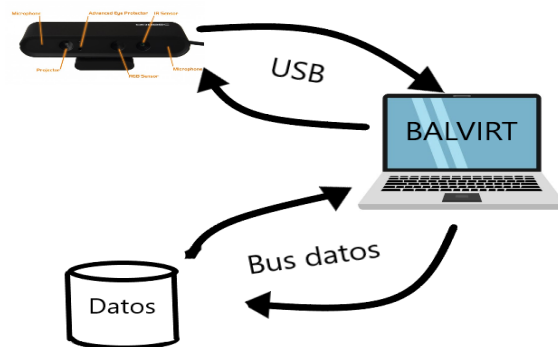 Microphone
Advanced Eye Protector
IR Sensor
Projector
RGB Sensor
Microphone
USB
BALVIRT
Bus datos
Datos